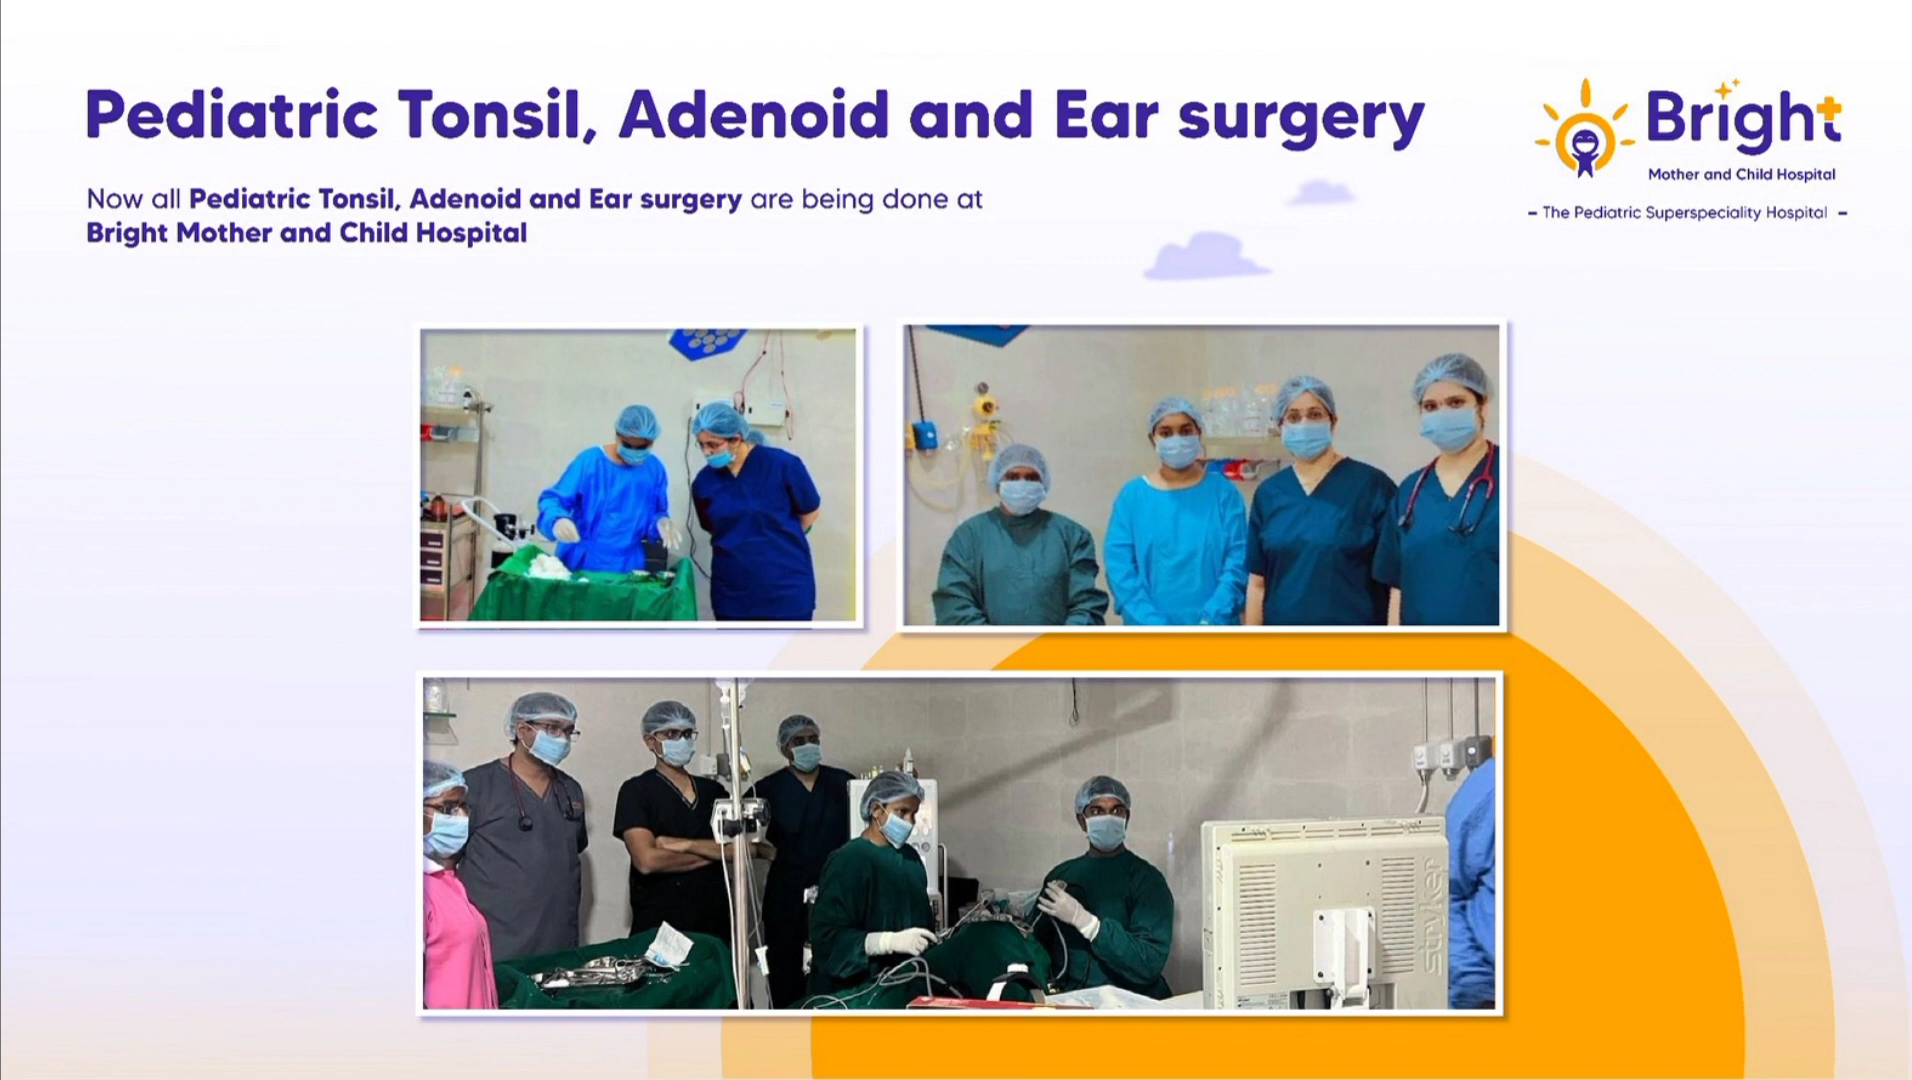 Pediatric Tonsil, Adenoid and Ear surgery
Now all Pediatric Tonsil, Adenoid and Ear surgery are being done at
Bright Mother and Child Hospital
Bright
Mother and Child Hospital
– The Pediatric Superspeciality Hospital –
stryker